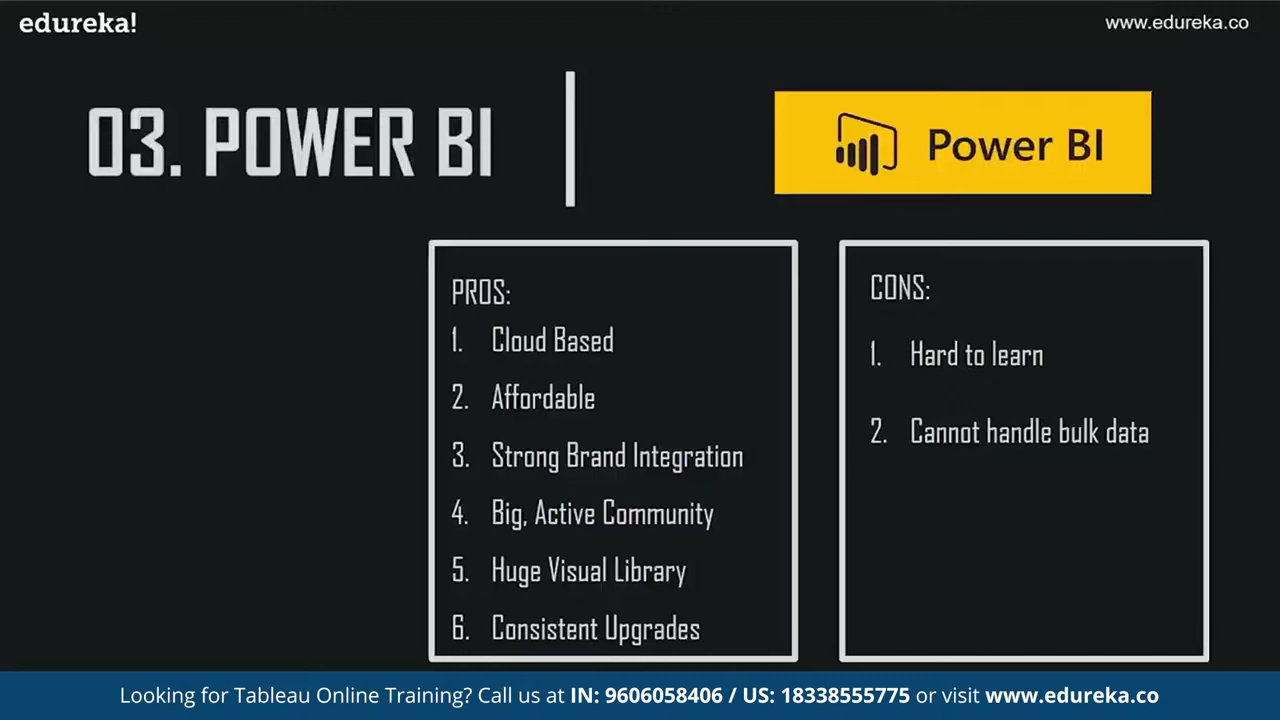 edureka!
www.edureka.co
03. POWER BI
Power BI
PROS:
1. Cloud Based
2. Affordable
3. Strong Brand Integration
4. Big, Active Community
5. Huge Visual Library
6. Consistent Upgrades
CONS:
1. Hard to learn
2. Cannot handle bulk data
Looking for Tableau Online Training? Call us at IN: 9606058406 / US: 18338555775 or visit www.edureka.co